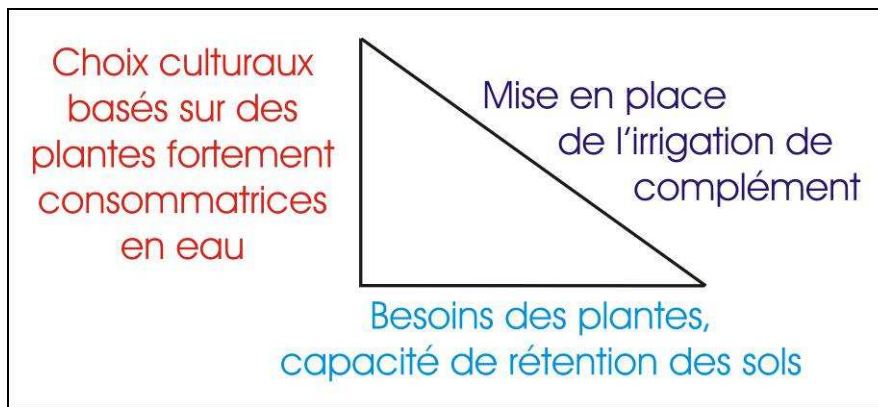 Choix culturaux
basés sur des
plantes fortement
consommatrices
en eau
Mise en place
de l'irrigation de
complément
Besoins des plantes,
capacité de rétention des sols